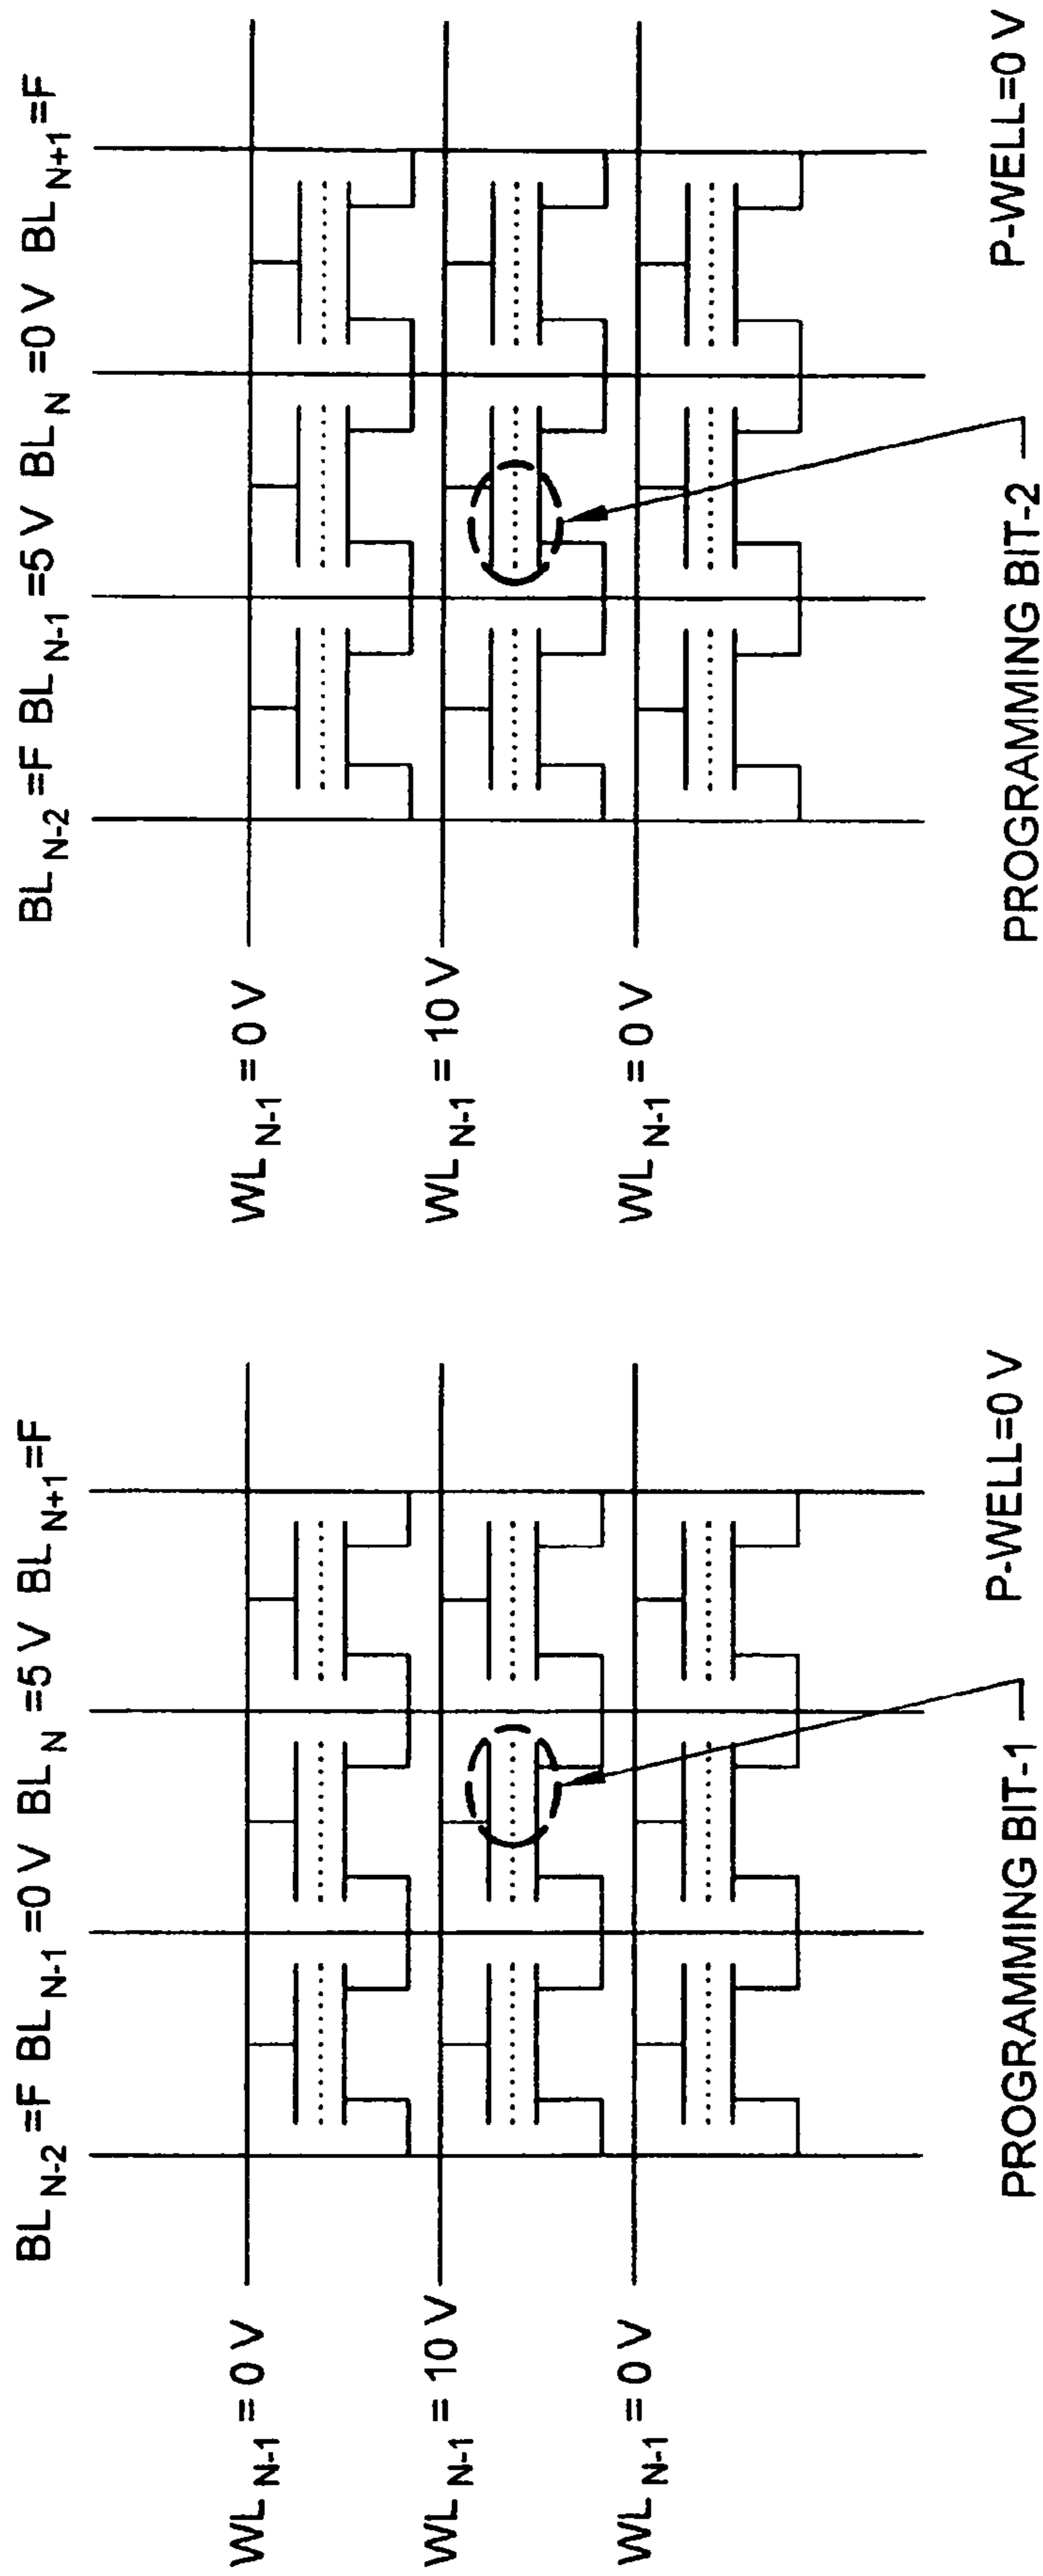 BL N-2 =F BL N-1 =0 V BL N =5 V BL N+1 =F
WL N-1 = 0 V
WL N-1 = 10 V
WL N-1 = 0 V
P-WELL=0 V
PROGRAMMING BIT-1
BL N-2 =F BL N-1 =5 V BL N =0 V BL N+1 =F
WL N-1 = 0 V
WL N-1 = 10 V
WL N-1 = 0 V
P-WELL=0 V
PROGRAMMING BIT-2